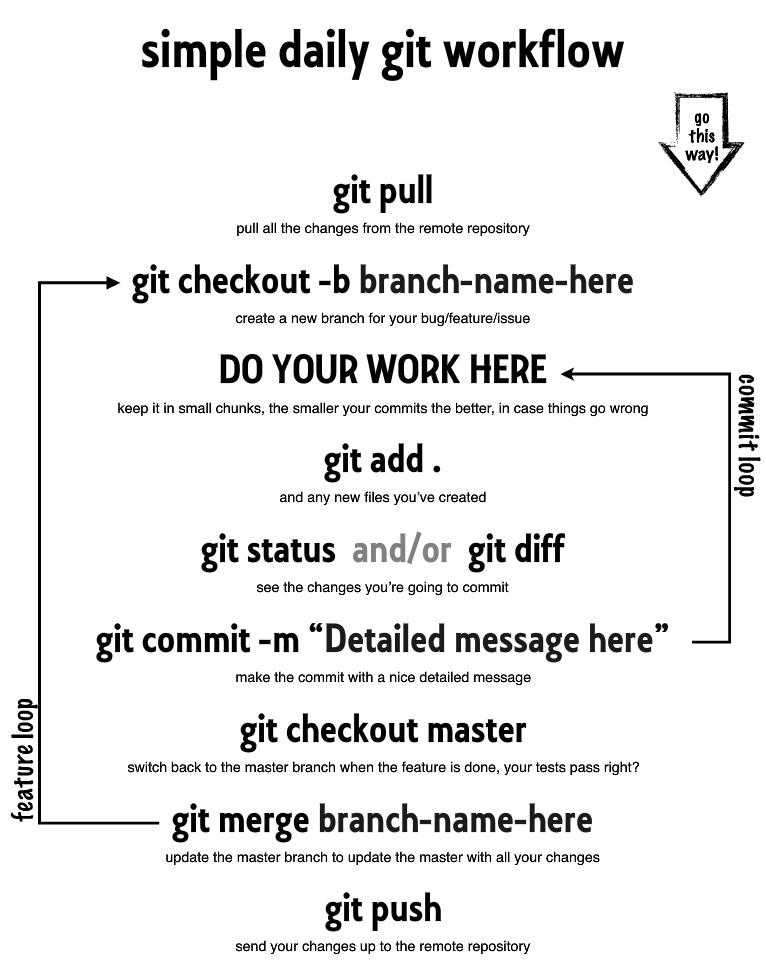 simple daily git workflow
go
this
way!
git pull
pull all the changes from the remote repository
git checkout -b branch-name-here
create a new branch for your bug/feature/issue
DO YOUR WORK HERE
keep it in small chunks, the smaller your commits the better, in case things go wrong
commit loop
git add .
and any new files you’ve created
git status and/or git diff
see the changes you’re going to commit
git commit -m “Detailed message here”
make the commit with a nice detailed message
git checkout master
switch back to the master branch when the feature is done, your tests pass right?
feature loop
git merge branch-name-here
update the master branch to update the master with all your changes
git push
send your changes up to the remote repository